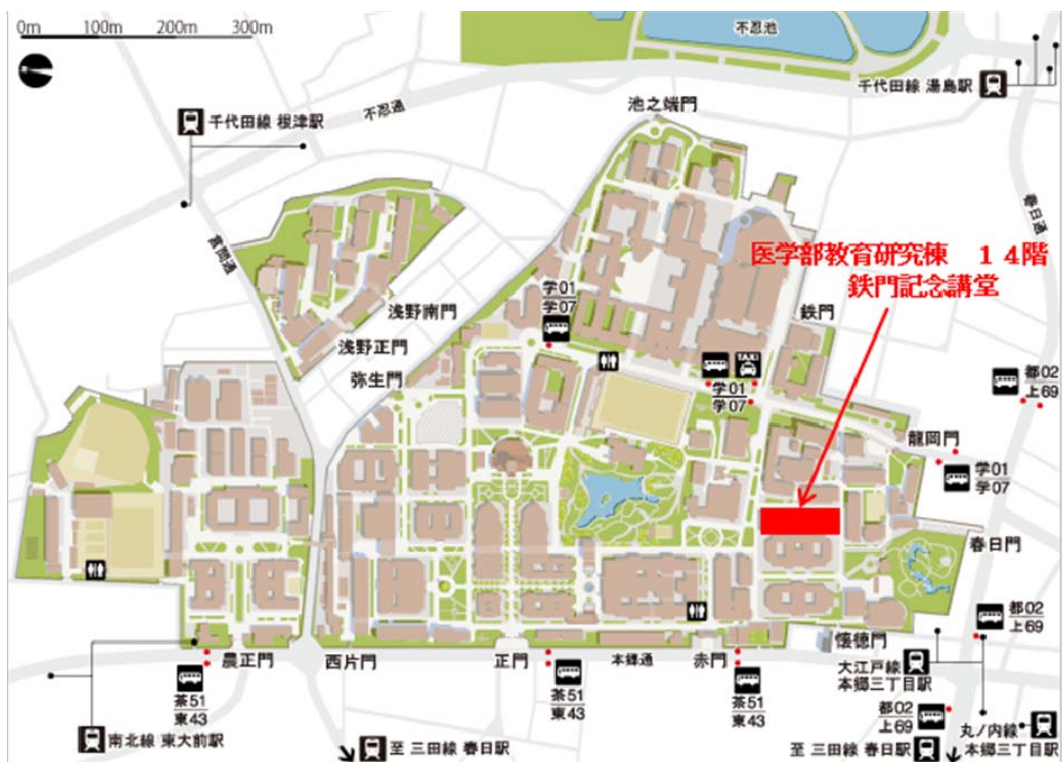 0m 100m 200m 300m
不忍池
千代田線 湯島駅
池之端門
不忍通
千代田線 根津駅
春日通
言問通
医学部教育研究棟 14階
鉄門記念講堂
学01
学07
浅野南門
鉄門
浅野正門
TAXI
弥生門
学01
学07
都02
上69
龍岡門
学01
学07
春日門
都02
上69
懐徳門
農正門
西片門
正門
本郷通
赤門
大江戸線
本郷三丁目駅
茶51
東43
茶51
東43
茶51
東43
都02
上69
南北線 東大前駅
至 三田線 春日駅
至 三田線 春日駅
丸ノ内線
本郷三丁目駅